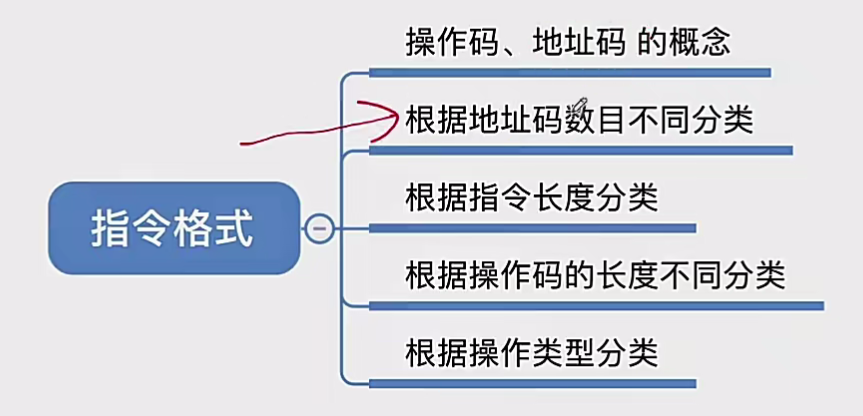 指令格式
操作码、地址码 的概念
根据地址码数目不同分类
根据指令长度分类
根据操作码的长度不同分类
根据操作类型分类